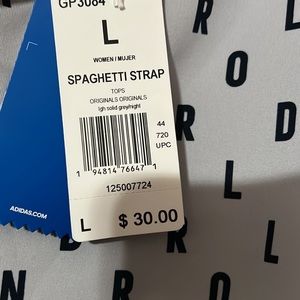 GP3084
L
WOMEN / MUJER
SPAGHETTI STRAP
TOPS
ORIGINALS ORIGINALS
lgh solid grey/night
44
720
UPC
1 94814 76647 1
125007724
L $ 30.00
ADIDAS.COM
O R L
D
R L
O
R L
O N D R